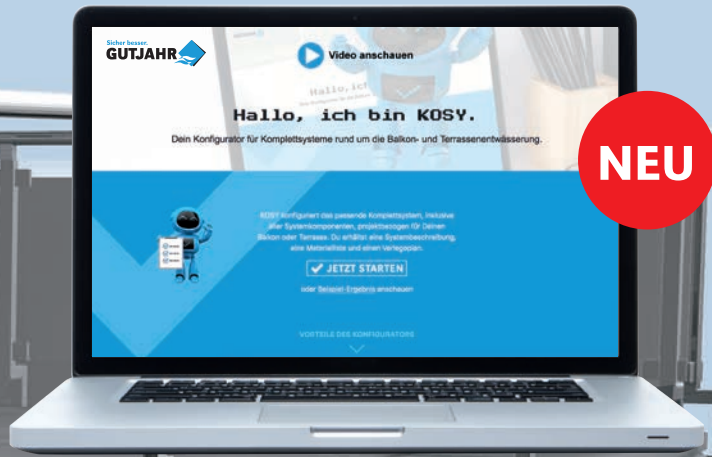 Sicher besser.
GUTJAHR
Video anschauen
Hallo, ich
Hallo, ich bin KOSY.
Dein Konfigurator für Komplettsysteme rund um die Balkon- und Terrassenentwässerung.
NEU
KOSY konfiguriert das passende Komplettsystem, inklusive
aller Systemkomponenten, projektbezogen für Deinen
Balkon oder Terrasse. Du erhältst eine Systembeschreibung,
eine Materialliste und einen Verlegeplan.
JETZT STARTEN
oder Beispiel-Ergebnis anschauen
VORTEILE DES KONFIGURATORS